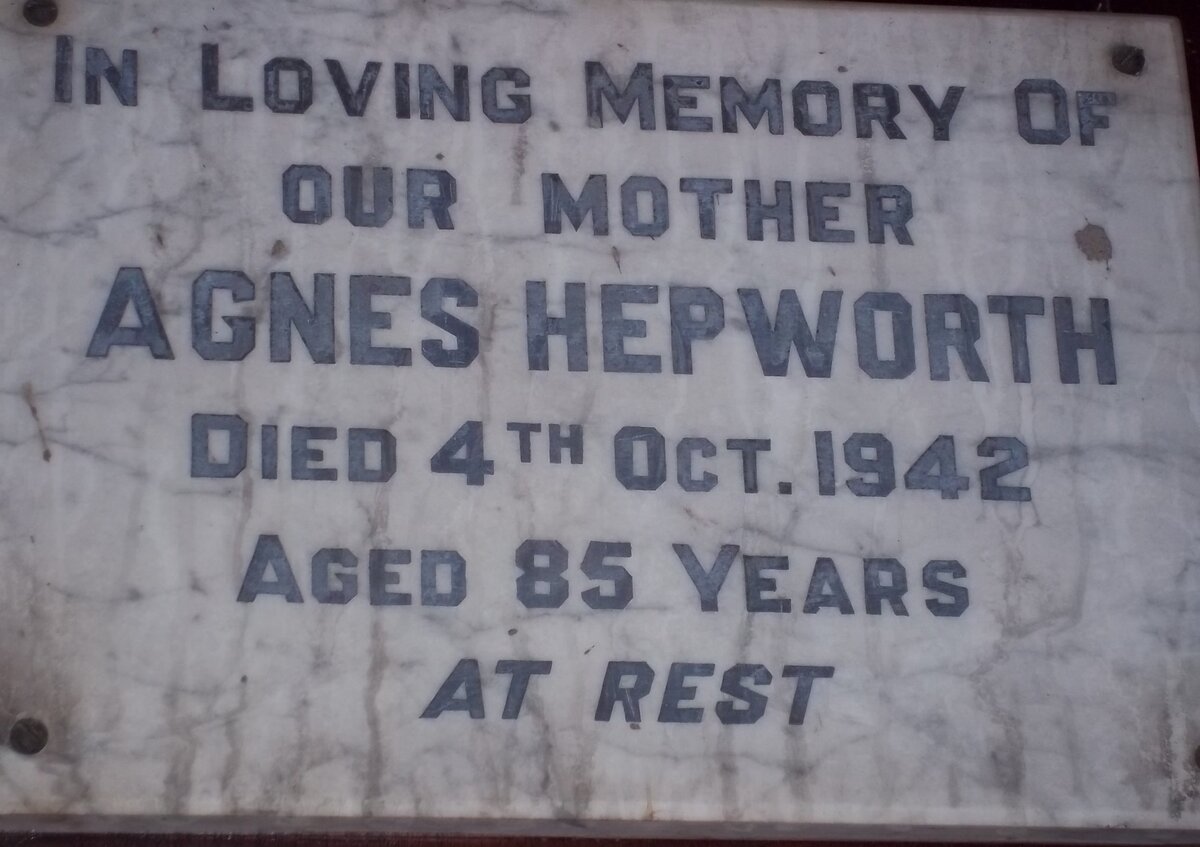 IN LOVING MEMORY OF
OUR MOTHER
AGNES HEPWORTH
DIED 4TH OCT. 1942
AGED 85 YEARS
AT REST